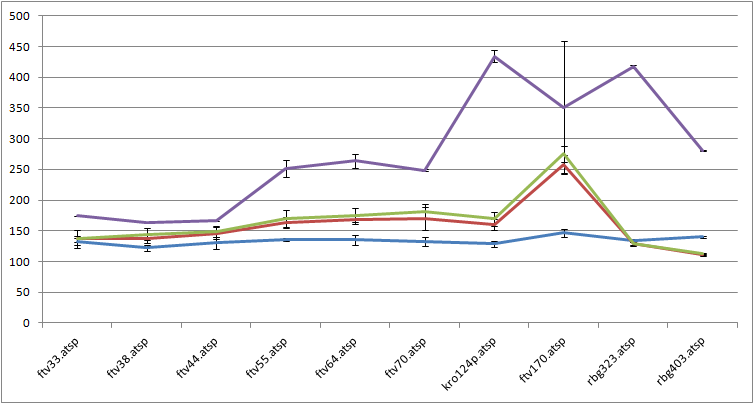 500
450
400
350
300
250
200
150
100
50
0
ftv33.atsp
ftv38.atsp
ftv44.atsp
ftv55.atsp
ftv64.atsp
ftv70.atsp
kro124p.atsp
ftv170.atsp
rbg323.atsp
rbg403.atsp